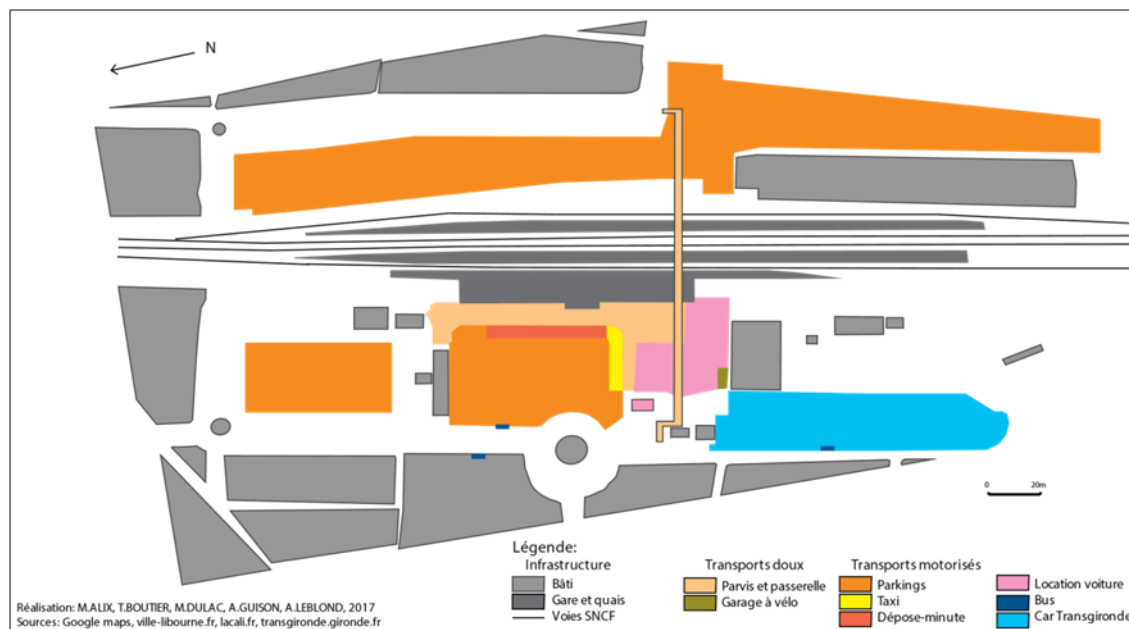 N
0 20m
Légende:
Infrastructure
Bâti
Gare et quais
Voies SNCF
Transports doux
Parvis et passerelle
Garage à vélo
Transports motorisés
Parkings
Taxi
Dépose-minute
Location voiture
Bus
Car Transgironde
Réalisation: M.ALIX, T.BOUTIER, M.DULAC, A.GUISON, A.LEBLOND, 2017
Sources: Google maps, ville-libourne.fr, lacali.fr, transgironde.gironde.fr